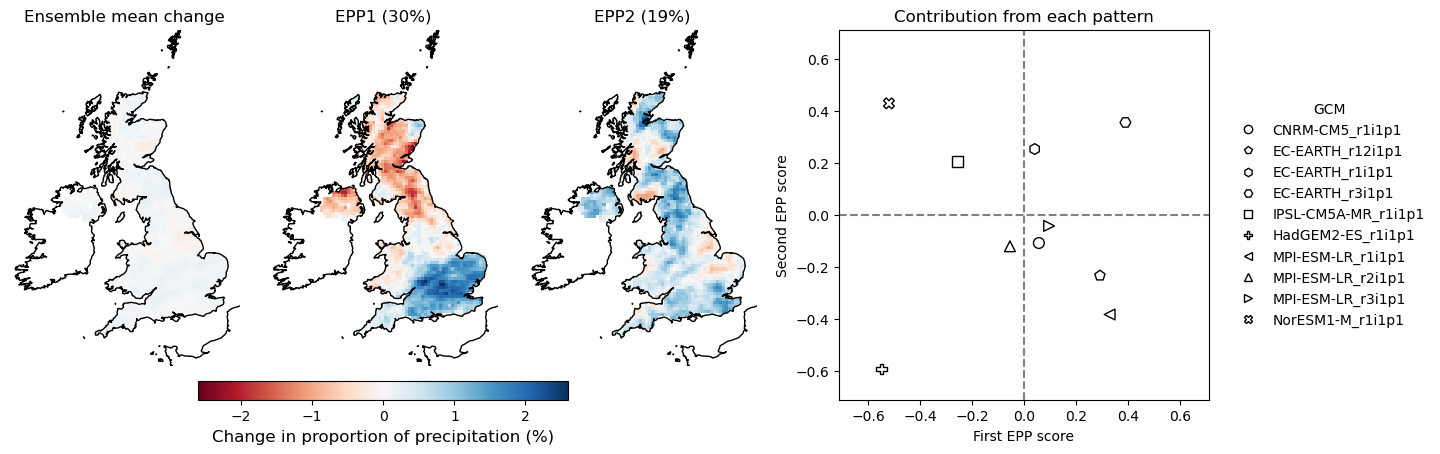 Ensemble mean change
EPP1 (30%)
EPP2 (19%)
Contribution from each pattern
−2 −1 0 1 2
Change in proportion of precipitation (%)
Second EPP score
0.6
0.4
0.2
0.0
−0.2
−0.4
−0.6
−0.6 −0.4 −0.2 0.0 0.2 0.4 0.6
First EPP score
GCM
CNRM-CM5_r1i1p1
EC-EARTH_r12i1p1
EC-EARTH_r1i1p1
EC-EARTH_r3i1p1
IPSL-CM5A-MR_r1i1p1
HadGEM2-ES_r1i1p1
MPI-ESM-LR_r1i1p1
MPI-ESM-LR_r2i1p1
MPI-ESM-LR_r3i1p1
NorESM1-M_r1i1p1